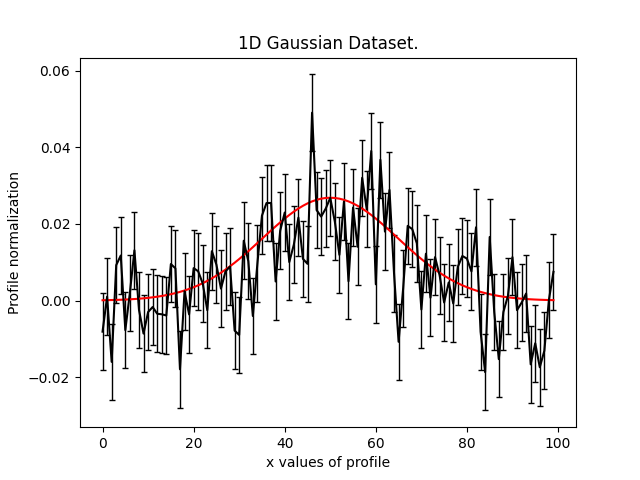 1D Gaussian Dataset.
Profile normalization
0.06
0.04
0.02
0.00
−0.02
0 20 40 60 80 100
x values of profile